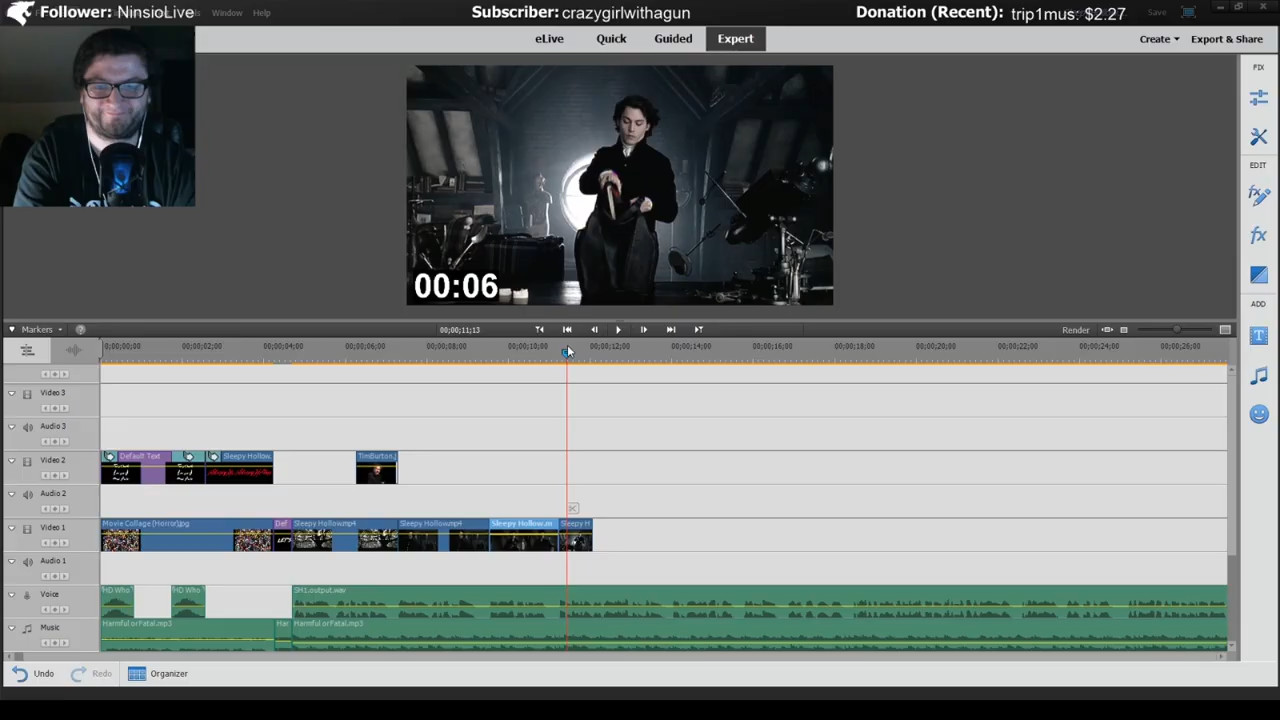 Follower: NinsioLive
Window
Help
Subscriber: crazygirlwithagun
Donation (Recent): trip1mus: $2.27
Save
eLive
Quick
Guided
Expert
Create
Export & Share
FIX
EDIT
ADD
00:06
Markers
00;00;11;13
Render
00;00;00;00
00;00;02;00
00;00;04;00
00;00;06;00
00;00;08;00
00;00;10;00
00;00;12;00
00;00;14;00
00;00;16;00
00;00;18;00
00;00;20;00
00;00;22;00
00;00;24;00
00;00;26;00
Video 3
Audio 3
Video 2
Default Text
Sleepy Hollow.
TimBurton.j
Audio 2
Video 1
Movie Collage (Horror).jpg
Def
Sleepy Hollow.mp4
Sleepy Hollow.mp4
Sleepy Hollow.m
Sleepy H
Audio 1
Voice
HD Who
HD Who
SH1.output.wav
Music
Harmful orFatal.mp3
Har
Harmful orFatal.mp3
Undo
Redo
Organizer